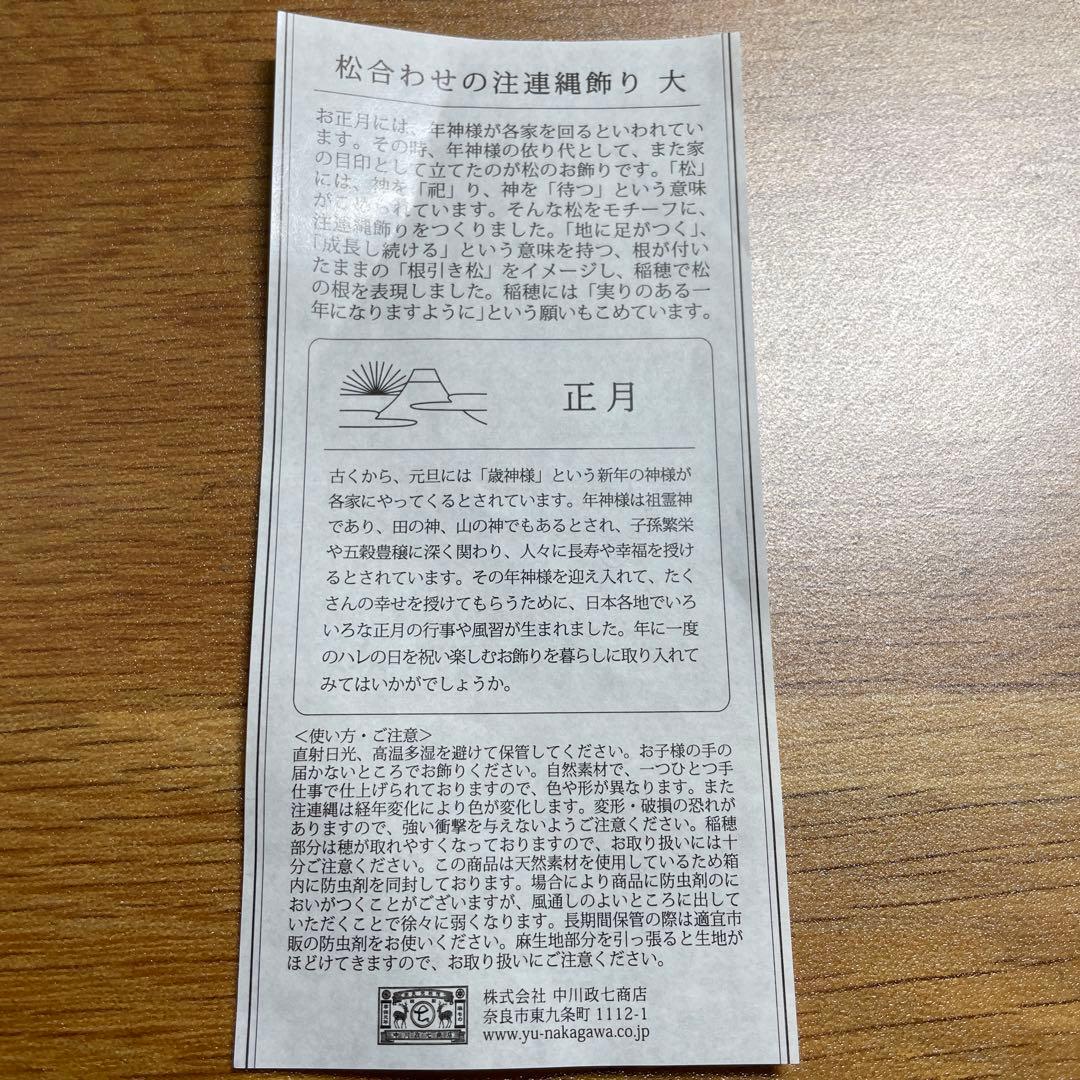 松合わせの注連縄飾り 大
お正月には、年神様が各家を回るといわれてい
ます。その時、年神様の依り代として、また家
の目印として立てたのが松のお飾りです。「松」
には、神を「祀」り、神を「待つ」という意味
がこめられています。そんな松をモチーフに、
注連縄飾りをつくりました。「地に足がつく」、
「成長し続ける」という意味を持つ、根が付い
たままの「根引き松」をイメージし、稲穂で松
の根を表現しました。稲穂には「実りのある一
年になりますように」という願いもこめています。
正月
古くから、元旦には「歳神様」という新年の神様が
各家にやってくるとされています。年神様は祖霊神
であり、田の神、山の神でもあるとされ、子孫繁栄
や五穀豊穣に深く関わり、人々に長寿や幸福を授け
るとされています。その年神様を迎え入れて、たく
さんの幸せを授けてもらうために、日本各地でいろ
いろな正月の行事や風習が生まれました。年に一度
のハレの日を祝い楽しむお飾りを暮らしに取り入れて
みてはいかがでしょうか。
＜使い方・ご注意＞
直射日光、高温多湿を避けて保管してください。お子様の手の
届かないところでお飾りください。自然素材で、一つひとつ手
仕事で仕上げられておりますので、色や形が異なります。また
注連縄は経年変化により色が変化します。変形・破損の恐れが
ありますので、強い衝撃を与えないようご注意ください。稲穂
部分は穂が取れやすくなっておりますので、お取り扱いには十
分ご注意ください。この商品は天然素材を使用しているため箱
内に防虫剤を同封しております。場合により商品に防虫剤のに
おいがつくことがございますが、風通しのよいところに出して
いただくことで徐々に弱くなります。長期間保管の際は適宜市
販の防虫剤をお使いください。麻生地部分を引っ張ると生地が
ほどけてきますので、お取り扱いにご注意ください。
株式会社 中川政七商店
奈良市東九条町 1112-1
www.yu-nakagawa.co.jp